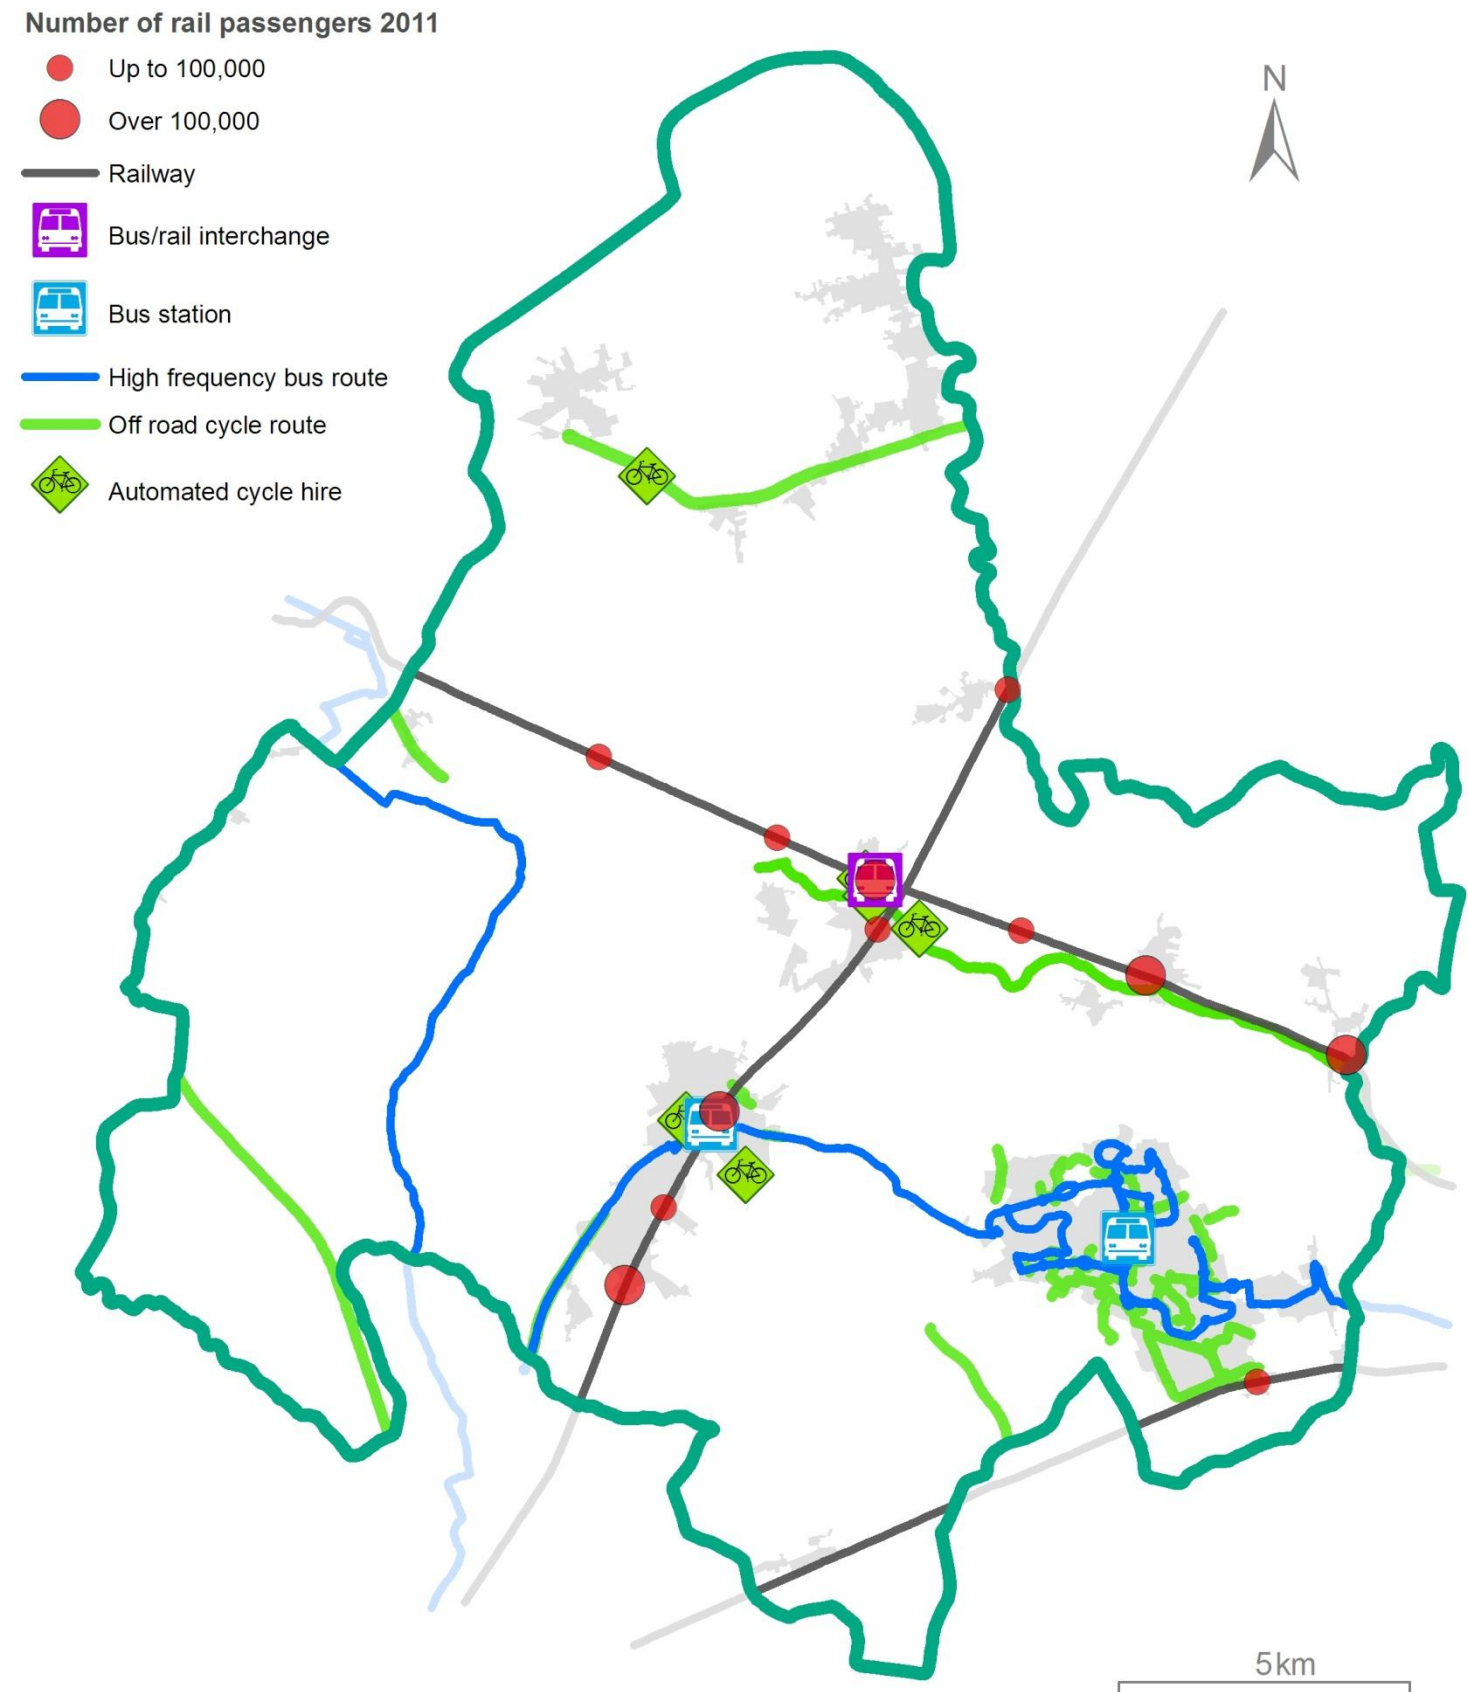 Number of rail passengers 2011
Up to 100,000
Over 100,000
Railway
Bus/rail interchange
Bus station
High frequency bus route
Off road cycle route
Automated cycle hire
N
5km